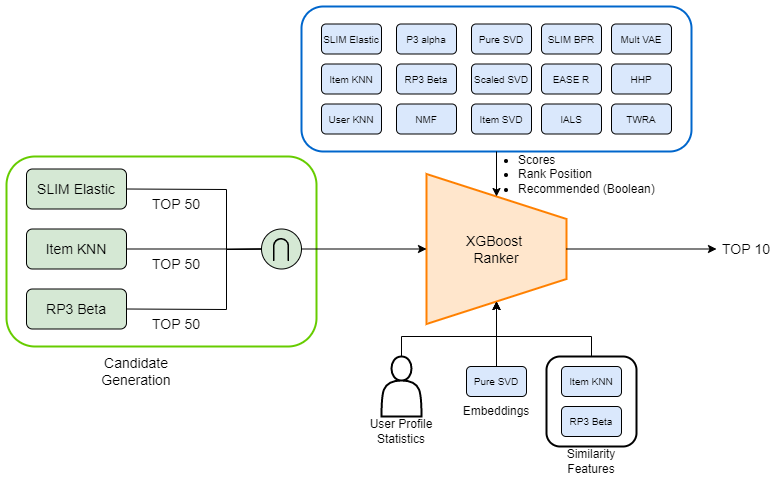 SLIM Elastic
P3 alpha
Pure SVD
SLIM BPR
Mult VAE
Item KNN
RP3 Beta
Scaled SVD
EASE R
HHP
User KNN
NMF
Item SVD
IALS
TWRA
• Scores
• Rank Position
• Recommended (Boolean)
SLIM Elastic
TOP 50
Item KNN
TOP 50
RP3 Beta
TOP 50
∩
Candidate
Generation
XGBoost
Ranker
TOP 10
User Profile
Statistics
Pure SVD
Embeddings
Item KNN
RP3 Beta
Similarity
Features